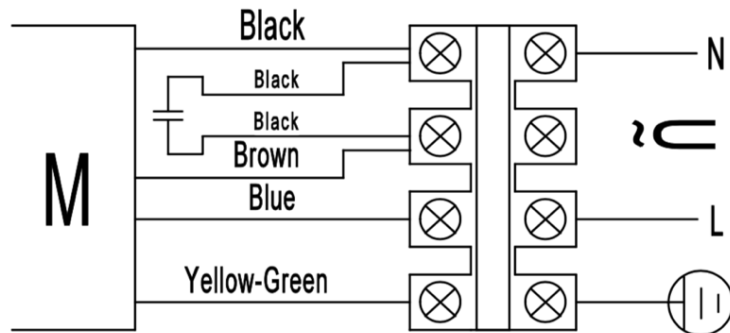 Black
N
Black
Black
~U
Brown
M
Blue
L
Yellow-Green